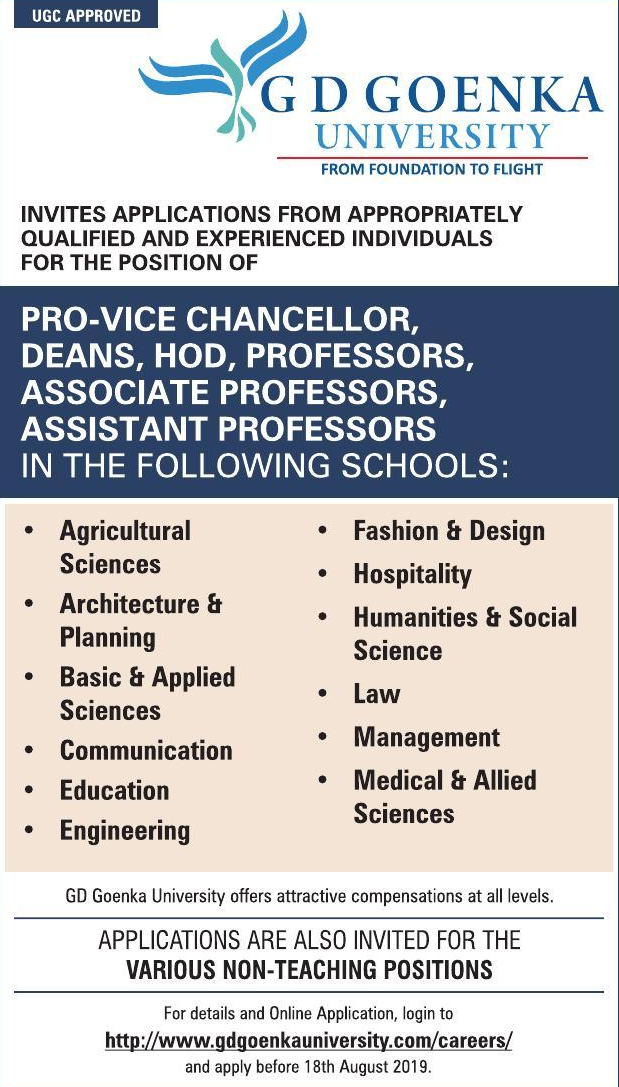 UGC APPROVED
G D GOENKA
UNIVERSITY
FROM FOUNDATION TO FLIGHT
INVITES APPLICATIONS FROM APPROPRIATELY
QUALIFIED AND EXPERIENCED INDIVIDUALS
FOR THE POSITION OF
PRO-VICE CHANCELLOR,
DEANS, HOD, PROFESSORS,
ASSOCIATE PROFESSORS,
ASSISTANT PROFESSORS
IN THE FOLLOWING SCHOOLS:
• Agricultural
Sciences
• Architecture &
Planning
• Basic & Applied
Sciences
• Communication
• Education
• Engineering
• Fashion & Design
• Hospitality
• Humanities & Social
Science
• Law
• Management
• Medical & Allied
Sciences
GD Goenka University offers attractive compensations at all levels.
APPLICATIONS ARE ALSO INVITED FOR THE
VARIOUS NON-TEACHING POSITIONS
For details and Online Application, login to
http://www.gdgoenkauniversity.com/careers/
and apply before 18th August 2019.